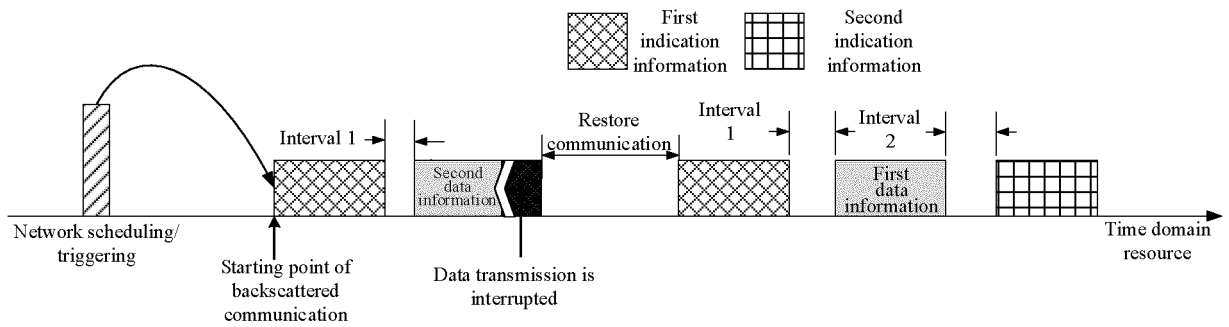 First
indication
information
Second
indication
information
Interval 1
Restore
communication
Interval
1
Interval
2
Second
data
information
First
data
information
Network scheduling/
triggering
Starting point of
backscattered
communication
Data transmission is
interrupted
Time domain
resource